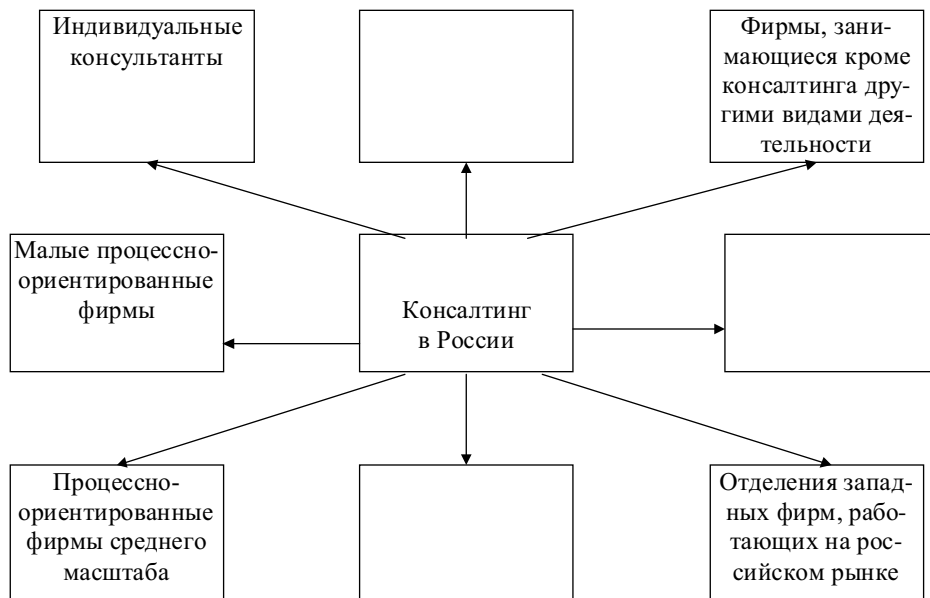 Индивидуальные
консультанты
Фирмы, зани-
мающиеся кроме
консалтинга дру-
гими видами дея-
тельности
Малые процессно-
ориентированные
фирмы
Консалтинг
в России
Процессно-
ориентированные
фирмы среднего
масштаба
Отделения запад-
ных фирм, рабо-
тающих на рос-
сийском рынке